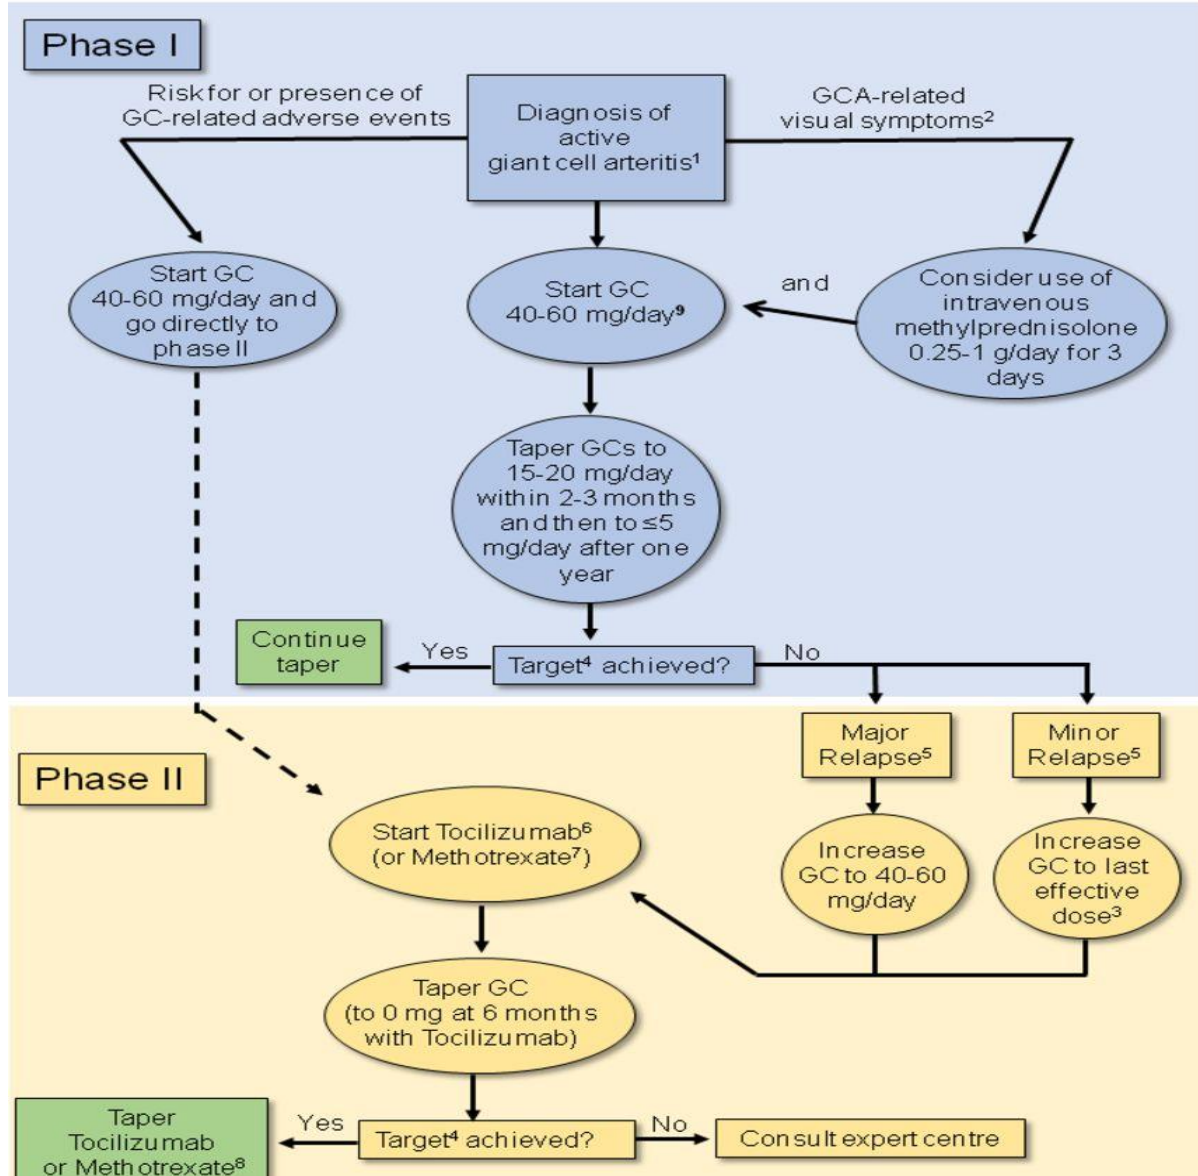 Phase I
Risk for or presence of
GC-related adverse events
Diagnosis of
active
giant cell arteritis¹
GCA-related
visual symptoms²
Start GC
40-60 mg/day and
go directly to
phase II
Start GC
40-60 mg/day⁹
and
Consider use of
intravenous
methylprednisolone
0.25-1 g/day for 3
days
Taper GCs to
15-20 mg/day
within 2-3 months
and then to ≤5
mg/day after one
year
Continue
taper
Yes
Target⁴ achieved?
No
Phase II
Major
Relapse⁵
Minor
Relapse⁵
Start Tocilizumab⁶
(or Methotrexate⁷)
Increase
GC to 40-60
mg/day
Increase
GC to last
effective
dose³
Taper GC
(to 0 mg at 6 months
with Tocilizumab)
Taper
Tocilizumab
or Methotrexate⁸
Yes
Target⁴ achieved?
No
Consult expert centre